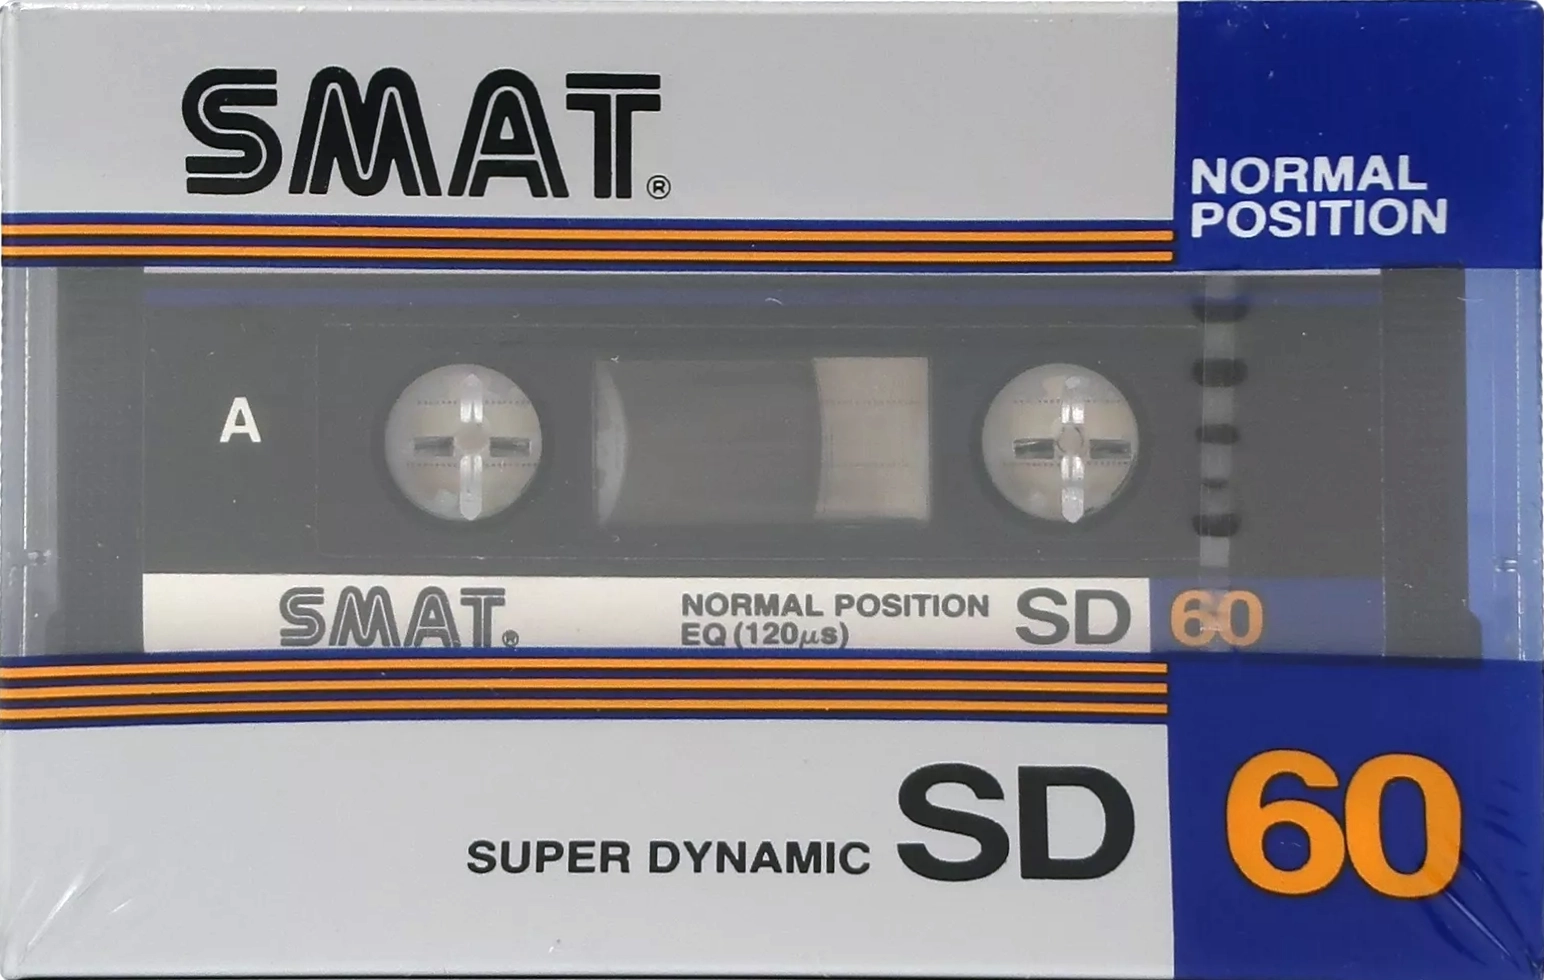 SMAT®
NORMAL
POSITION
A
SMAT®
NORMAL POSITION
EQ (120μs)
SD
60
SUPER DYNAMIC SD
60